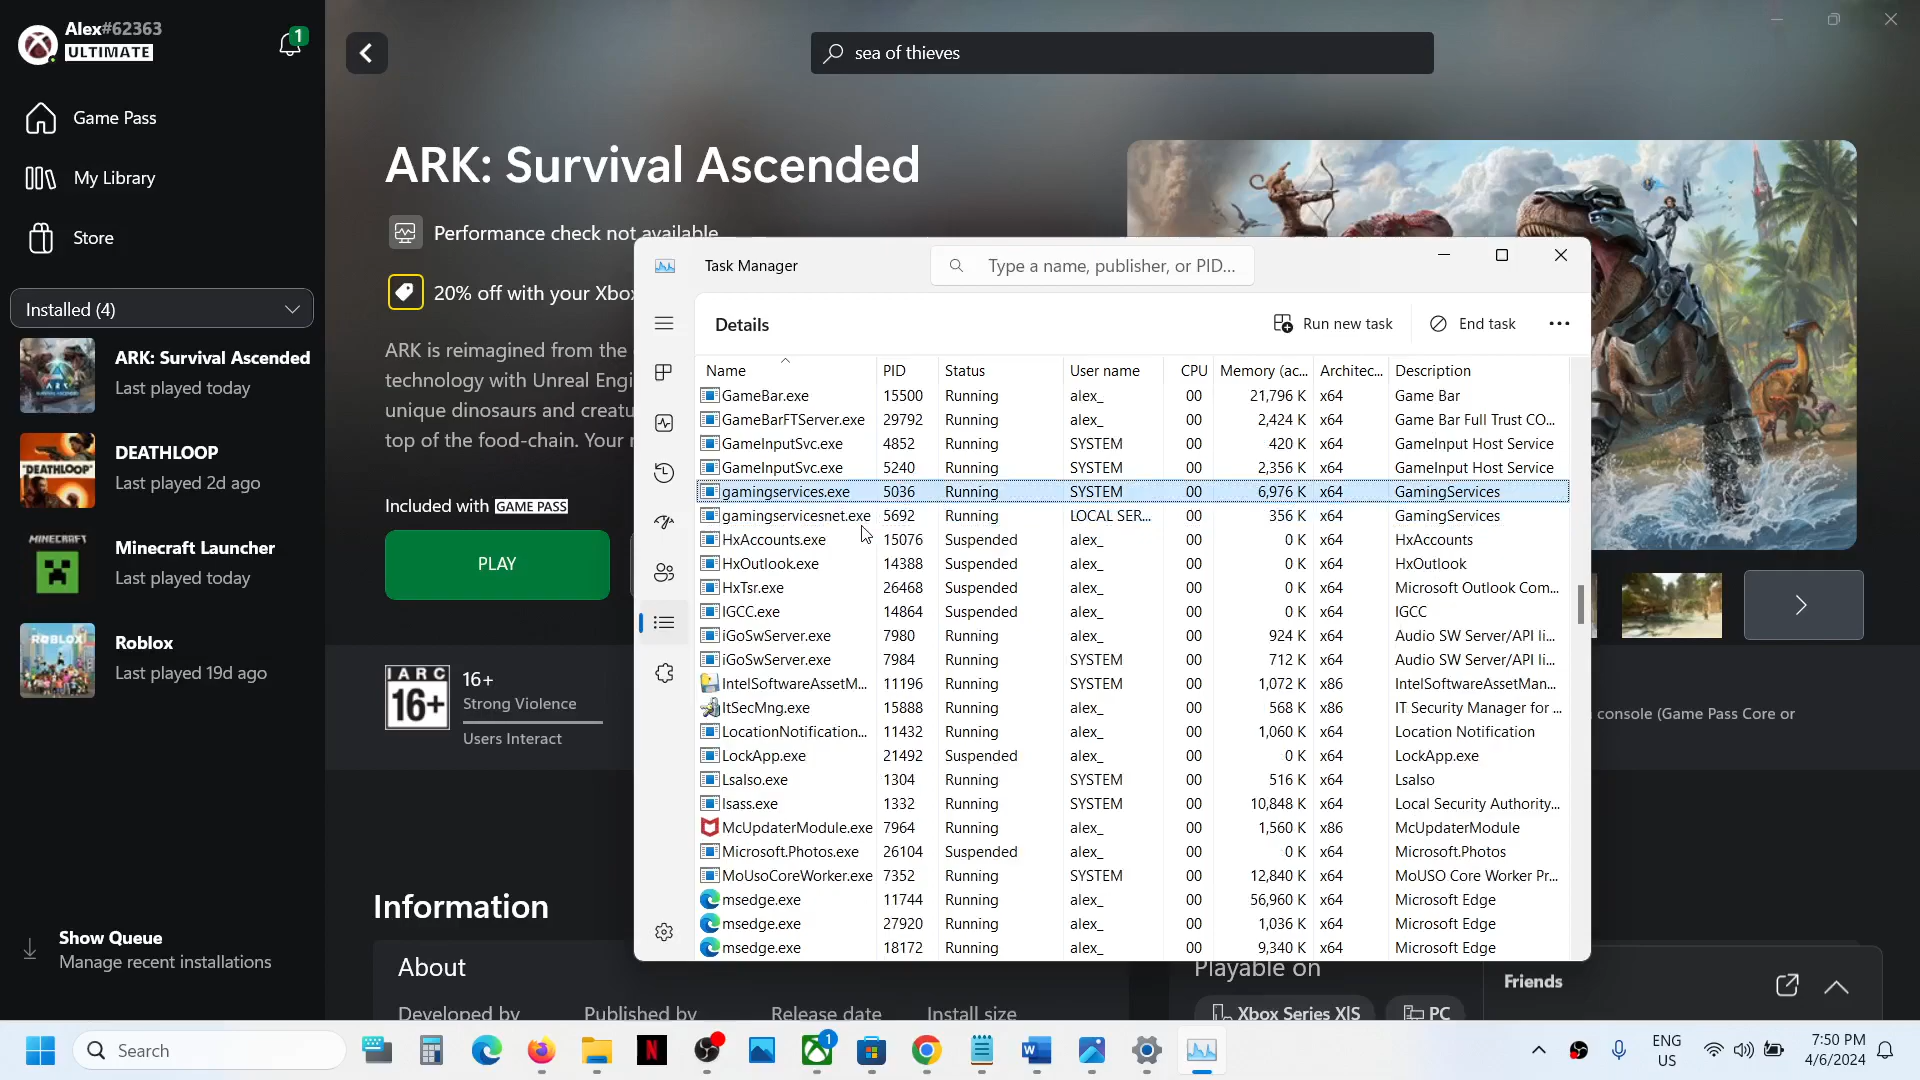 Alex#62363
ULTIMATE
1
Game Pass
My Library
Store
Installed (4)
ARK: Survival Ascended
Last played today
DEATHLOOP
Last played 2d ago
Minecraft Launcher
Last played today
Roblox
Last played 19d ago
Show Queue
Manage recent installations
sea of thieves
ARK: Survival Ascended
Performance check not available
20% off with your Xbo
ARK is reimagined from the
technology with Unreal Engi
unique dinosaurs and creatu
top of the food-chain. Your
Included with GAME PASS
PLAY
IARC
16+
16+
Strong Violence
Users Interact
console (Game Pass Core or
Information
About
Developed by Published by Release date Install size
Playable on
Xbox Series X|S PC
Friends
Task Manager
Type a name, publisher, or PID...
Details
Run new task
End task
Name PID Status User name CPU Memory (ac... Architec... Description
GameBar.exe 15500 Running alex_ 00 21,796 K x64 Game Bar
GameBarFTServer.exe 29792 Running alex_ 00 2,424 K x64 Game Bar Full Trust CO...
GameInputSvc.exe 4852 Running SYSTEM 00 420 K x64 GameInput Host Service
GameInputSvc.exe 5240 Running SYSTEM 00 2,356 K x64 GameInput Host Service
gamingservices.exe 5036 Running SYSTEM 00 6,976 K x64 GamingServices
gamingservicesnet.exe 5692 Running LOCAL SER... 00 356 K x64 GamingServices
HxAccounts.exe 15076 Suspended alex_ 00 0 K x64 HxAccounts
HxOutlook.exe 14388 Suspended alex_ 00 0 K x64 HxOutlook
HxTsr.exe 26468 Suspended alex_ 00 0 K x64 Microsoft Outlook Com...
IGCC.exe 14864 Suspended alex_ 00 0 K x64 IGCC
iGoSwServer.exe 7980 Running alex_ 00 924 K x64 Audio SW Server/API li...
iGoSwServer.exe 7984 Running SYSTEM 00 712 K x64 Audio SW Server/API li...
IntelSoftwareAssetM... 11196 Running SYSTEM 00 1,072 K x86 IntelSoftwareAssetMan...
ItSecMng.exe 15888 Running alex_ 00 568 K x86 IT Security Manager for ...
LocationNotification... 11432 Running alex_ 00 1,060 K x64 Location Notification
LockApp.exe 21492 Suspended alex_ 00 0 K x64 LockApp.exe
LsaIso.exe 1304 Running SYSTEM 00 516 K x64 LsaIso
lsass.exe 1332 Running SYSTEM 00 10,848 K x64 Local Security Authority...
McUpdaterModule.exe 7964 Running alex_ 00 1,560 K x86 McUpdaterModule
Microsoft.Photos.exe 26104 Suspended alex_ 00 0 K x64 Microsoft.Photos
MoUsoCoreWorker.exe 7352 Running SYSTEM 00 12,840 K x64 MoUSO Core Worker Pr...
msedge.exe 11744 Running alex_ 00 56,960 K x64 Microsoft Edge
msedge.exe 27920 Running alex_ 00 1,036 K x64 Microsoft Edge
msedge.exe 18172 Running alex_ 00 9,340 K x64 Microsoft Edge
Search
1
ENG
US
7:50 PM
4/6/2024